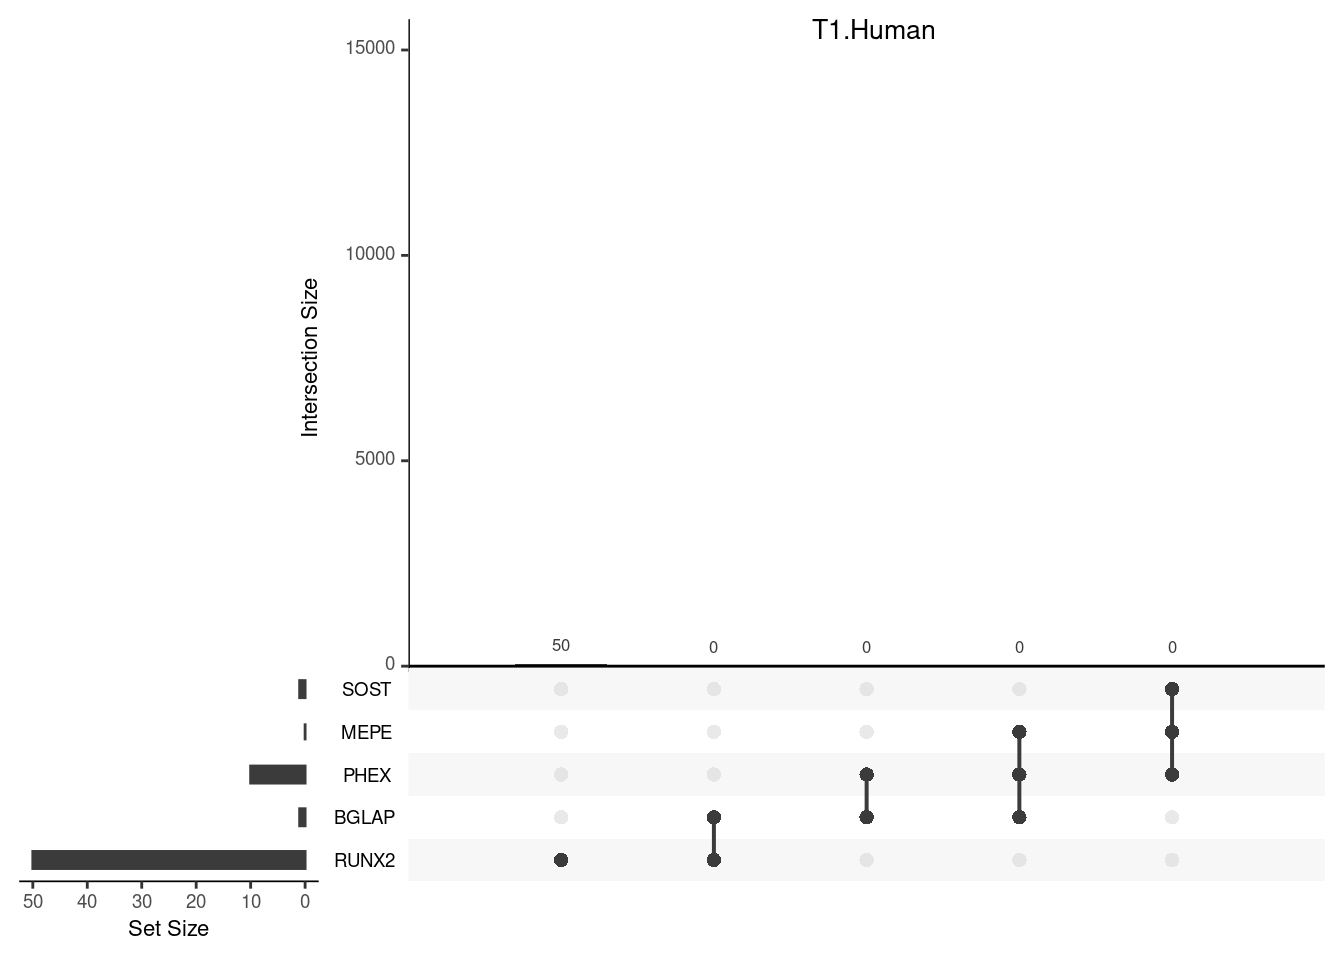 T1.Human
15000
10000
5000
0
Intersection Size
50 0 0 0 0
SOST
MEPE
PHEX
BGLAP
RUNX2
50 40 30 20 10 0
Set Size